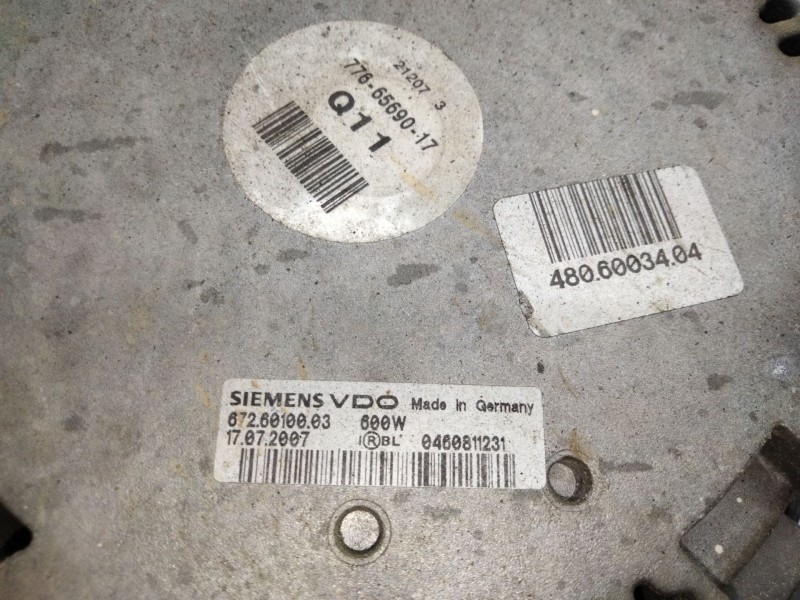 21207 3
776-65690-17
Q11
480.60034.04
SIEMENS VDO Made in Germany
672.60100.03 600W
17.07.2007 i®BL 0460811231